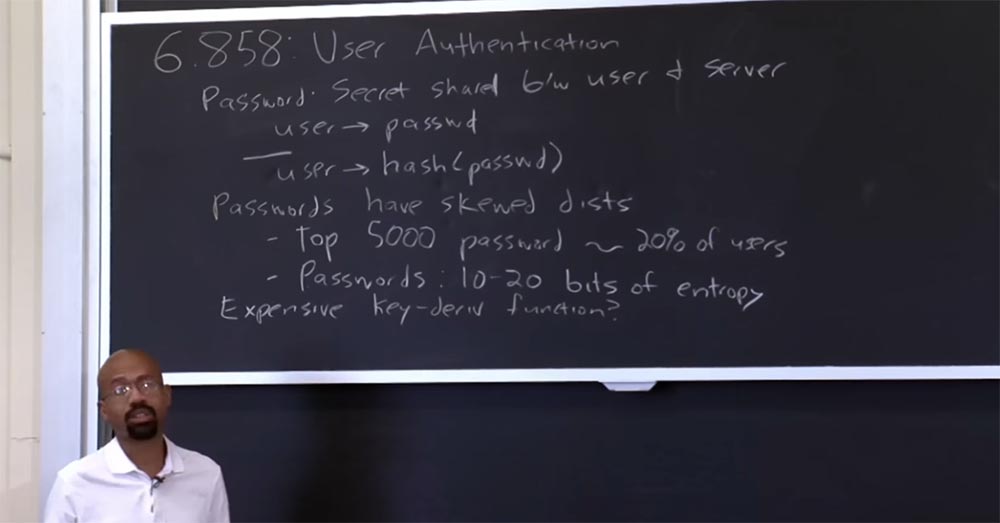 6.858: User Authentication
Password: Secret shared b/w user & server
user → passwd
user → hash(passwd)
Passwords have skewed dists
- Top 5000 password ~ 20% of users
- Passwords: 10-20 bits of entropy
Expensive key-deriv function?